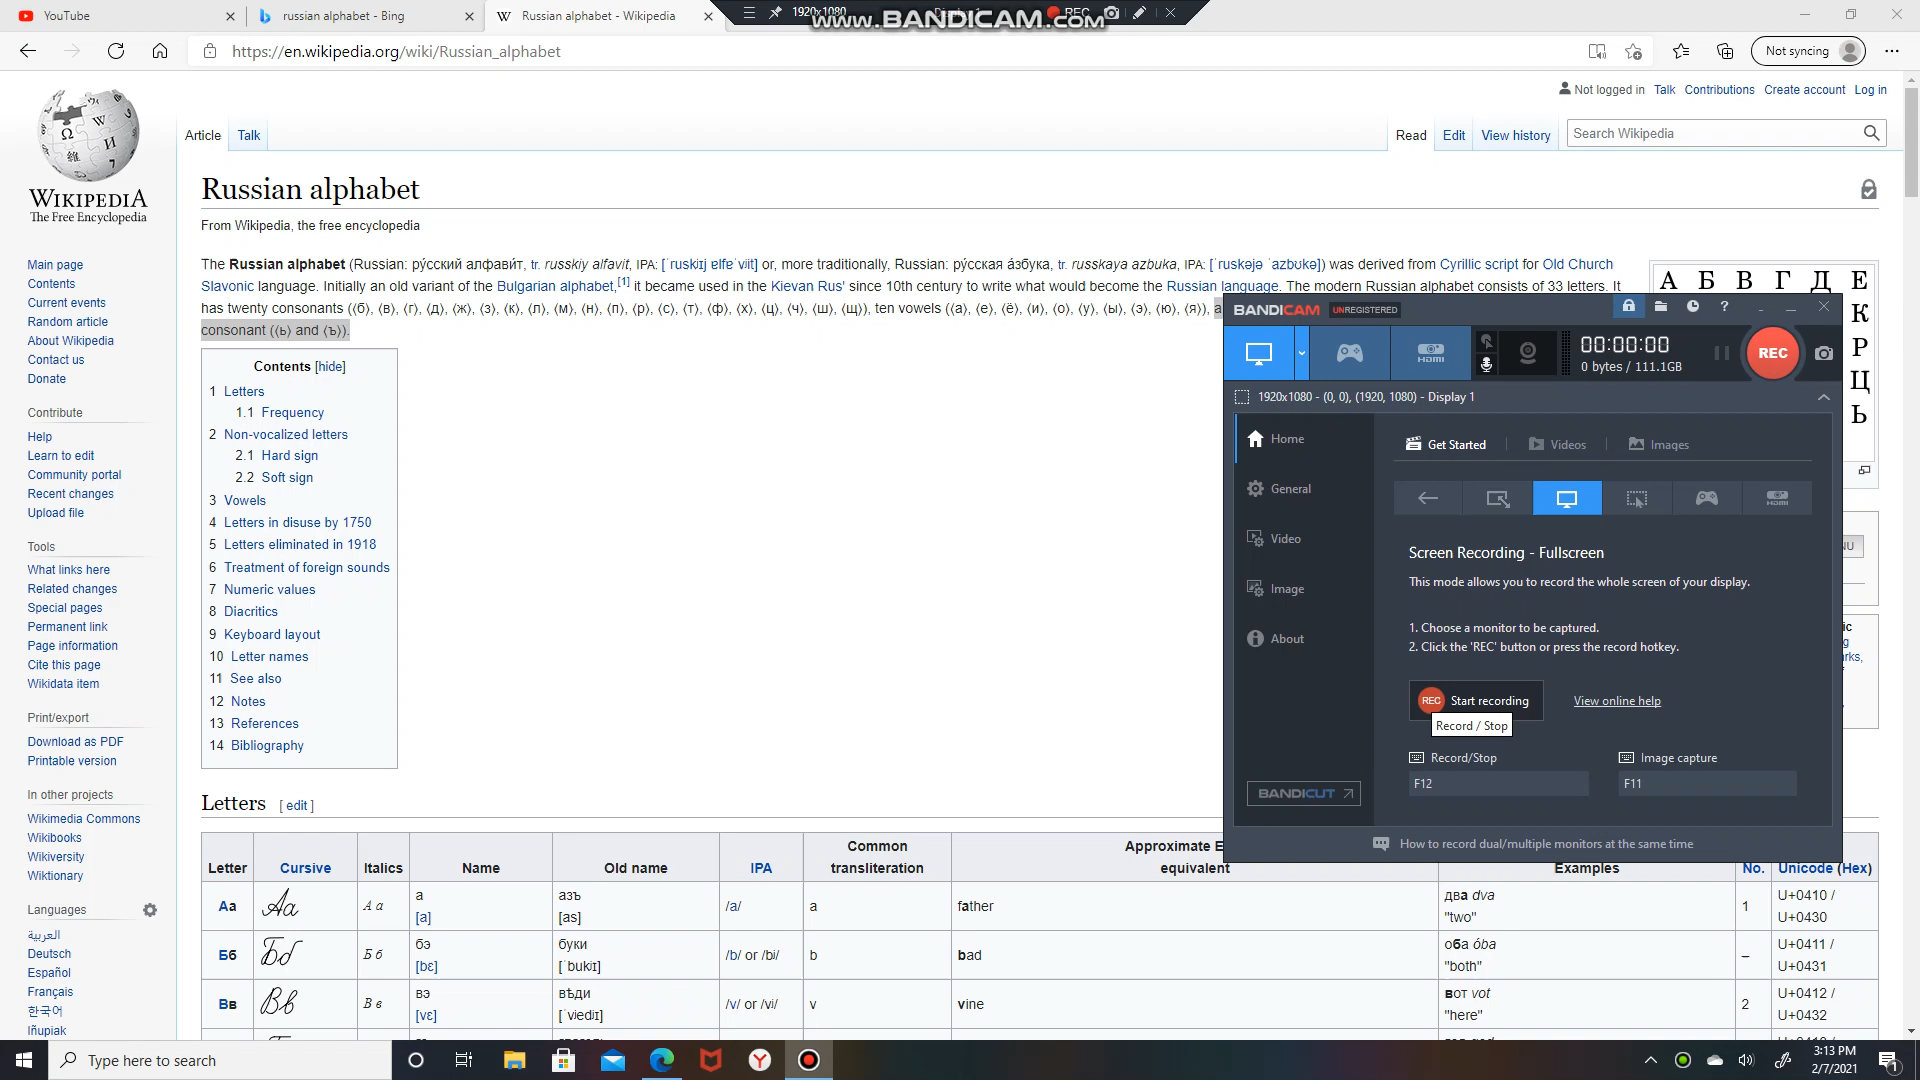 YouTube
russian alphabet - Bing
Russian alphabet - Wikipedia
1920x1080
REC
www.BANDICAM.com
https://en.wikipedia.org/wiki/Russian_alphabet
Not syncing
Not logged in Talk Contributions Create account Log in
Article Talk
Read Edit View history
Search Wikipedia
WIKIPEDIA
The Free Encyclopedia
Main page
Contents
Current events
Random article
About Wikipedia
Contact us
Donate
Contribute
Help
Learn to edit
Community portal
Recent changes
Upload file
Tools
What links here
Related changes
Special pages
Permanent link
Page information
Cite this page
Wikidata item
Print/export
Download as PDF
Printable version
In other projects
Wikimedia Commons
Wikibooks
Wikiversity
Wiktionary
Languages
العربية
Deutsch
Español
Français
한국어
Iñupiak
Russian alphabet
From Wikipedia, the free encyclopedia
The Russian alphabet (Russian: ру́сский алфави́т, tr. russkiy alfavit, IPA: [ˈruskʲɪj ɐlfɐˈvʲit] or, more traditionally, Russian: ру́сская а́збука, tr. russkaya azbuka, IPA: [ˈruskəjə ˈazbʊkə]) was derived from Cyrillic script for Old Church
Slavonic language. Initially an old variant of the Bulgarian alphabet,[1] it became used in the Kievan Rus' since 10th century to write what would become the Russian language. The modern Russian alphabet consists of 33 letters. It
has twenty consonants (⟨б⟩, ⟨в⟩, ⟨г⟩, ⟨д⟩, ⟨ж⟩, ⟨з⟩, ⟨к⟩, ⟨л⟩, ⟨м⟩, ⟨н⟩, ⟨п⟩, ⟨р⟩, ⟨с⟩, ⟨т⟩, ⟨ф⟩, ⟨х⟩, ⟨ц⟩, ⟨ч⟩, ⟨ш⟩, ⟨щ⟩), ten vowels (⟨а⟩, ⟨е⟩, ⟨ё⟩, ⟨и⟩, ⟨о⟩, ⟨у⟩, ⟨ы⟩, ⟨э⟩, ⟨ю⟩, ⟨я⟩), a
consonant (⟨ь⟩ and ⟨ъ⟩).
Contents [hide]
1 Letters
1.1 Frequency
2 Non-vocalized letters
2.1 Hard sign
2.2 Soft sign
3 Vowels
4 Letters in disuse by 1750
5 Letters eliminated in 1918
6 Treatment of foreign sounds
7 Numeric values
8 Diacritics
9 Keyboard layout
10 Letter names
11 See also
12 Notes
13 References
14 Bibliography
А Б В Г Д Е
К
Р
Ц
Ь
BANDICAM UNREGISTERED
HDMI
00:00:00
0 bytes / 111.1GB
REC
1920x1080 - (0, 0), (1920, 1080) - Display 1
Home
General
Video
Image
About
BANDICUT
Get Started
Videos
Images
HDMI
Screen Recording - Fullscreen
This mode allows you to record the whole screen of your display.
1. Choose a monitor to be captured.
2. Click the 'REC' button or press the record hotkey.
REC Start recording
View online help
Record / Stop
Record/Stop
Image capture
F12
F11
How to record dual/multiple monitors at the same time
Letters [ edit ]
Letter Cursive Italics Name Old name IPA Common transliteration Approximate E equivalent Examples No. Unicode (Hex)
Аа Аа А а а [a] азъ [as] /a/ a father два dva "two" 1 U+0410 / U+0430
Бб Бб Б б бэ [bɛ] буки [ˈbukʲɪ] /b/ or /bʲ/ b bad оба óba "both" – U+0411 / U+0431
Вв Вв В в вэ [vɛ] вѣди [ˈvʲedʲɪ] /v/ or /vʲ/ v vine вот vot "here" 2 U+0412 / U+0432
Type here to search
3:13 PM
2/7/2021
1